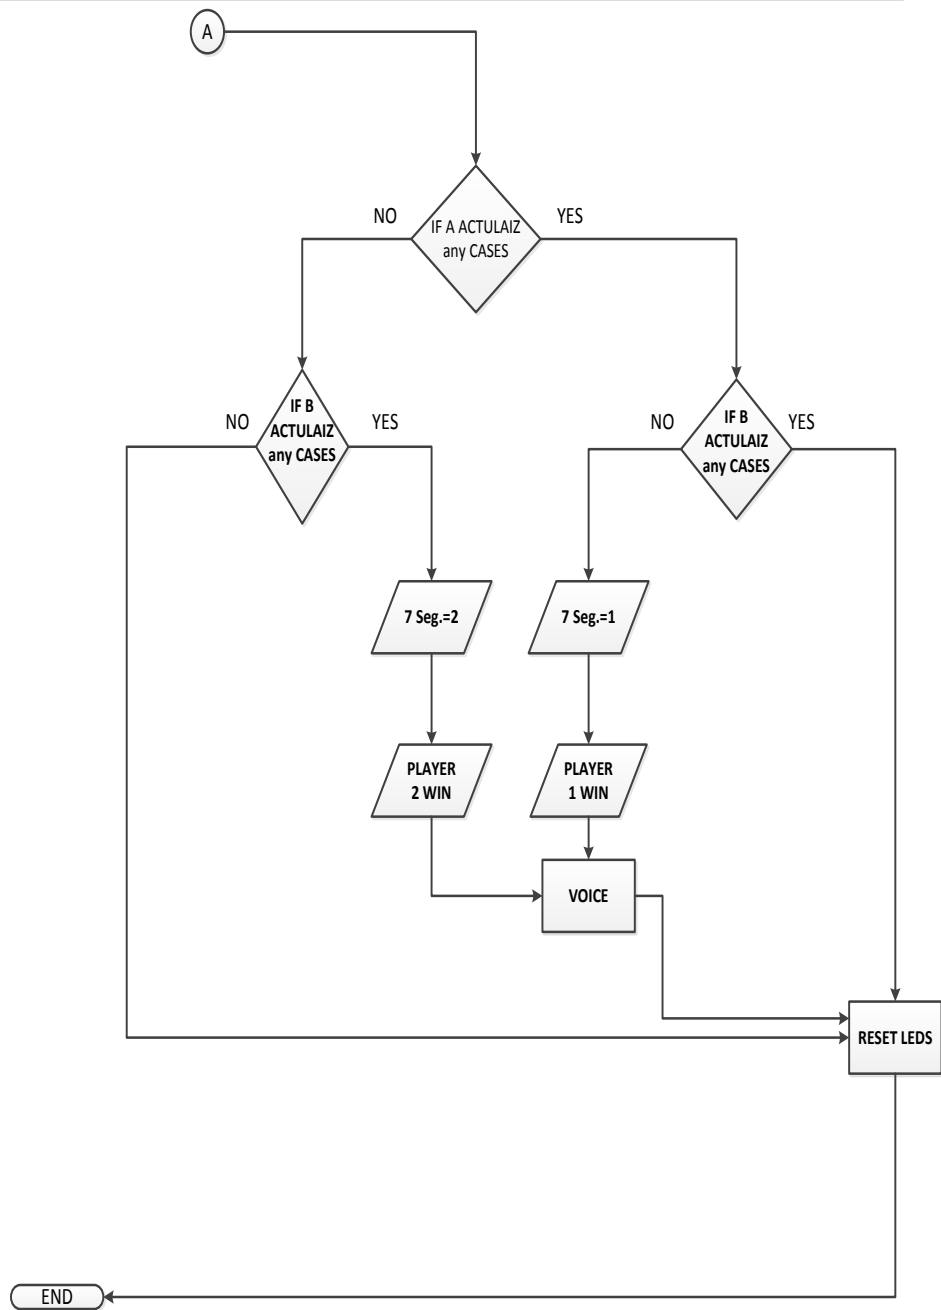 A
NO
YES
IF A ACTULAIZ
any CASES
NO
IF B
ACTULAIZ
any CASES
YES
NO
IF B
ACTULAIZ
any CASES
YES
7 Seg.=2
7 Seg.=1
PLAYER
2 WIN
PLAYER
1 WIN
VOICE
RESET LEDS
END